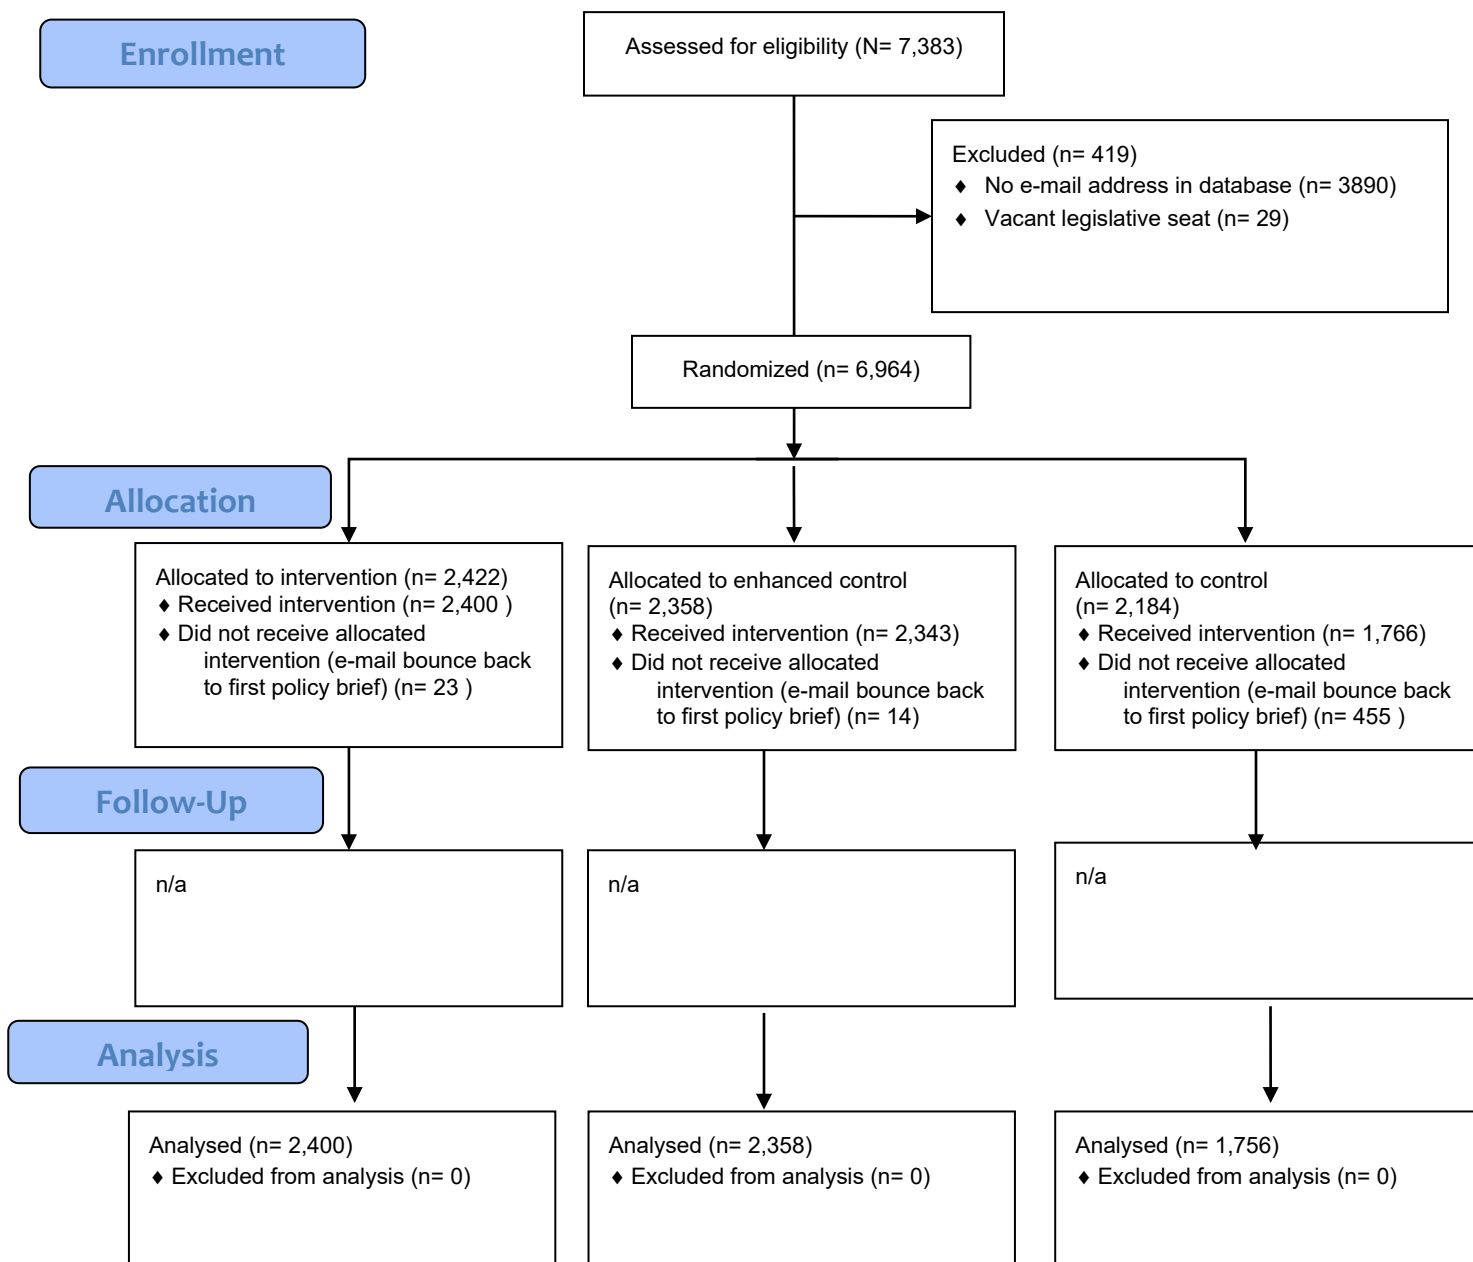 Enrollment
Assessed for eligibility (N= 7,383)
Excluded (n= 419)
♦ No e-mail address in database (n= 3890)
♦ Vacant legislative seat (n= 29)
Randomized (n= 6,964)
Allocation
Allocated to intervention (n= 2,422)
♦ Received intervention (n= 2,400 )
♦ Did not receive allocated
intervention (e-mail bounce back
to first policy brief) (n= 23 )
Allocated to enhanced control
(n= 2,358)
♦ Received intervention (n= 2,343)
♦ Did not receive allocated
intervention (e-mail bounce back
to first policy brief) (n= 14)
Allocated to control
(n= 2,184)
♦ Received intervention (n= 1,766)
♦ Did not receive allocated
intervention (e-mail bounce back
to first policy brief) (n= 455 )
Follow-Up
n/a
n/a
n/a
Analysis
Analysed (n= 2,400)
♦ Excluded from analysis (n= 0)
Analysed (n= 2,358)
♦ Excluded from analysis (n= 0)
Analysed (n= 1,756)
♦ Excluded from analysis (n= 0)